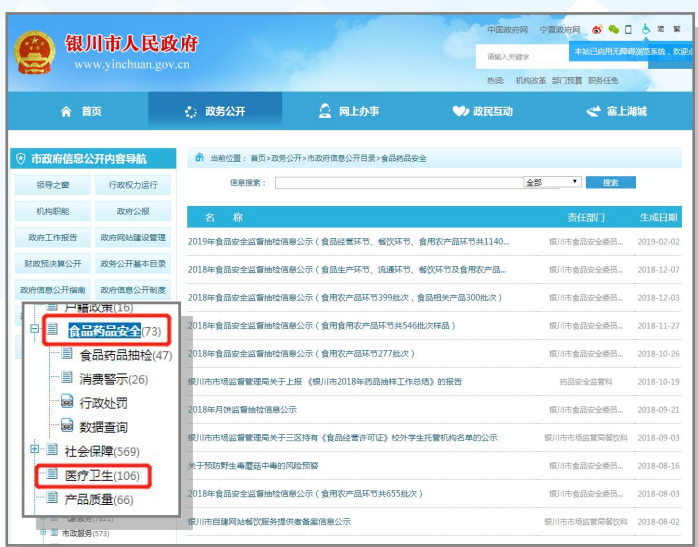 中国政府网 宁夏政府网 简 繁
银川市人民政府
www.yinchuan.gov.cn
请输入关键字
本站已启用无障碍浏览系统，欢迎
热词: 机构改革 部门预算 职务任免
首页 政务公开 网上办事 政民互动 塞上湖城
市政府信息公开内容导航
当前位置：首页>政务公开>市政府信息公开目录>食品药品安全
领导之窗 行政权力运行
信息搜索： 全部 搜索
机构职能 政府公报
名 称 责任部门 生成日期
政府工作报告 政府网站建设管理
2019年食品安全监督抽检信息公示（食品经营环节、餐饮环节、食用农产品环节共1140... 银川市食品安全委员... 2019-02-02
财政预决算公开 政务公开基本目录
2018年食品安全监督抽检信息公示（食品生产环节、流通环节、餐饮环节及食用农产品... 银川市食品安全委员... 2018-12-07
政府信息公开指南 政府信息公开制度
2018年食品安全监督抽检信息公示（食用农产品环节399批次，食品相关产品300批次） 银川市食品安全委员... 2018-12-03
户籍政策(16)
食品药品安全(73)
食品药品抽检(47)
消费警示(26)
行政处罚
数据查询
社会保障(569)
医疗卫生(106)
产品质量(66)
市政服务(573)
2018年食品安全监督抽检信息公示（食用食用农产品环节共546批次样品） 银川市食品安全委员... 2018-11-27
2018年食品安全监督抽检信息公示（食用农产品环节277批次） 银川市食品安全委员... 2018-10-26
银川市市场监督管理局关于上报 《银川市2018年药品抽样工作总结》的报告 药品安全监管科 2018-10-19
2018年月饼监督抽检信息公示 银川市食品安全委员... 2018-09-21
银川市市场监督管理局关于三区持有《食品经营许可证》校外学生托管机构名单的公示 银川市市场监管局餐饮科 2018-09-03
关于预防野生毒蘑菇中毒的风险预警 银川市食品安全委员... 2018-08-16
2018年食品安全监督抽检信息公示（食用农产品环节共655批次） 银川市食品安全委员... 2018-08-03
银川市自建网站餐饮服务提供者备案信息公示 银川市市场监管局餐饮科 2018-08-02